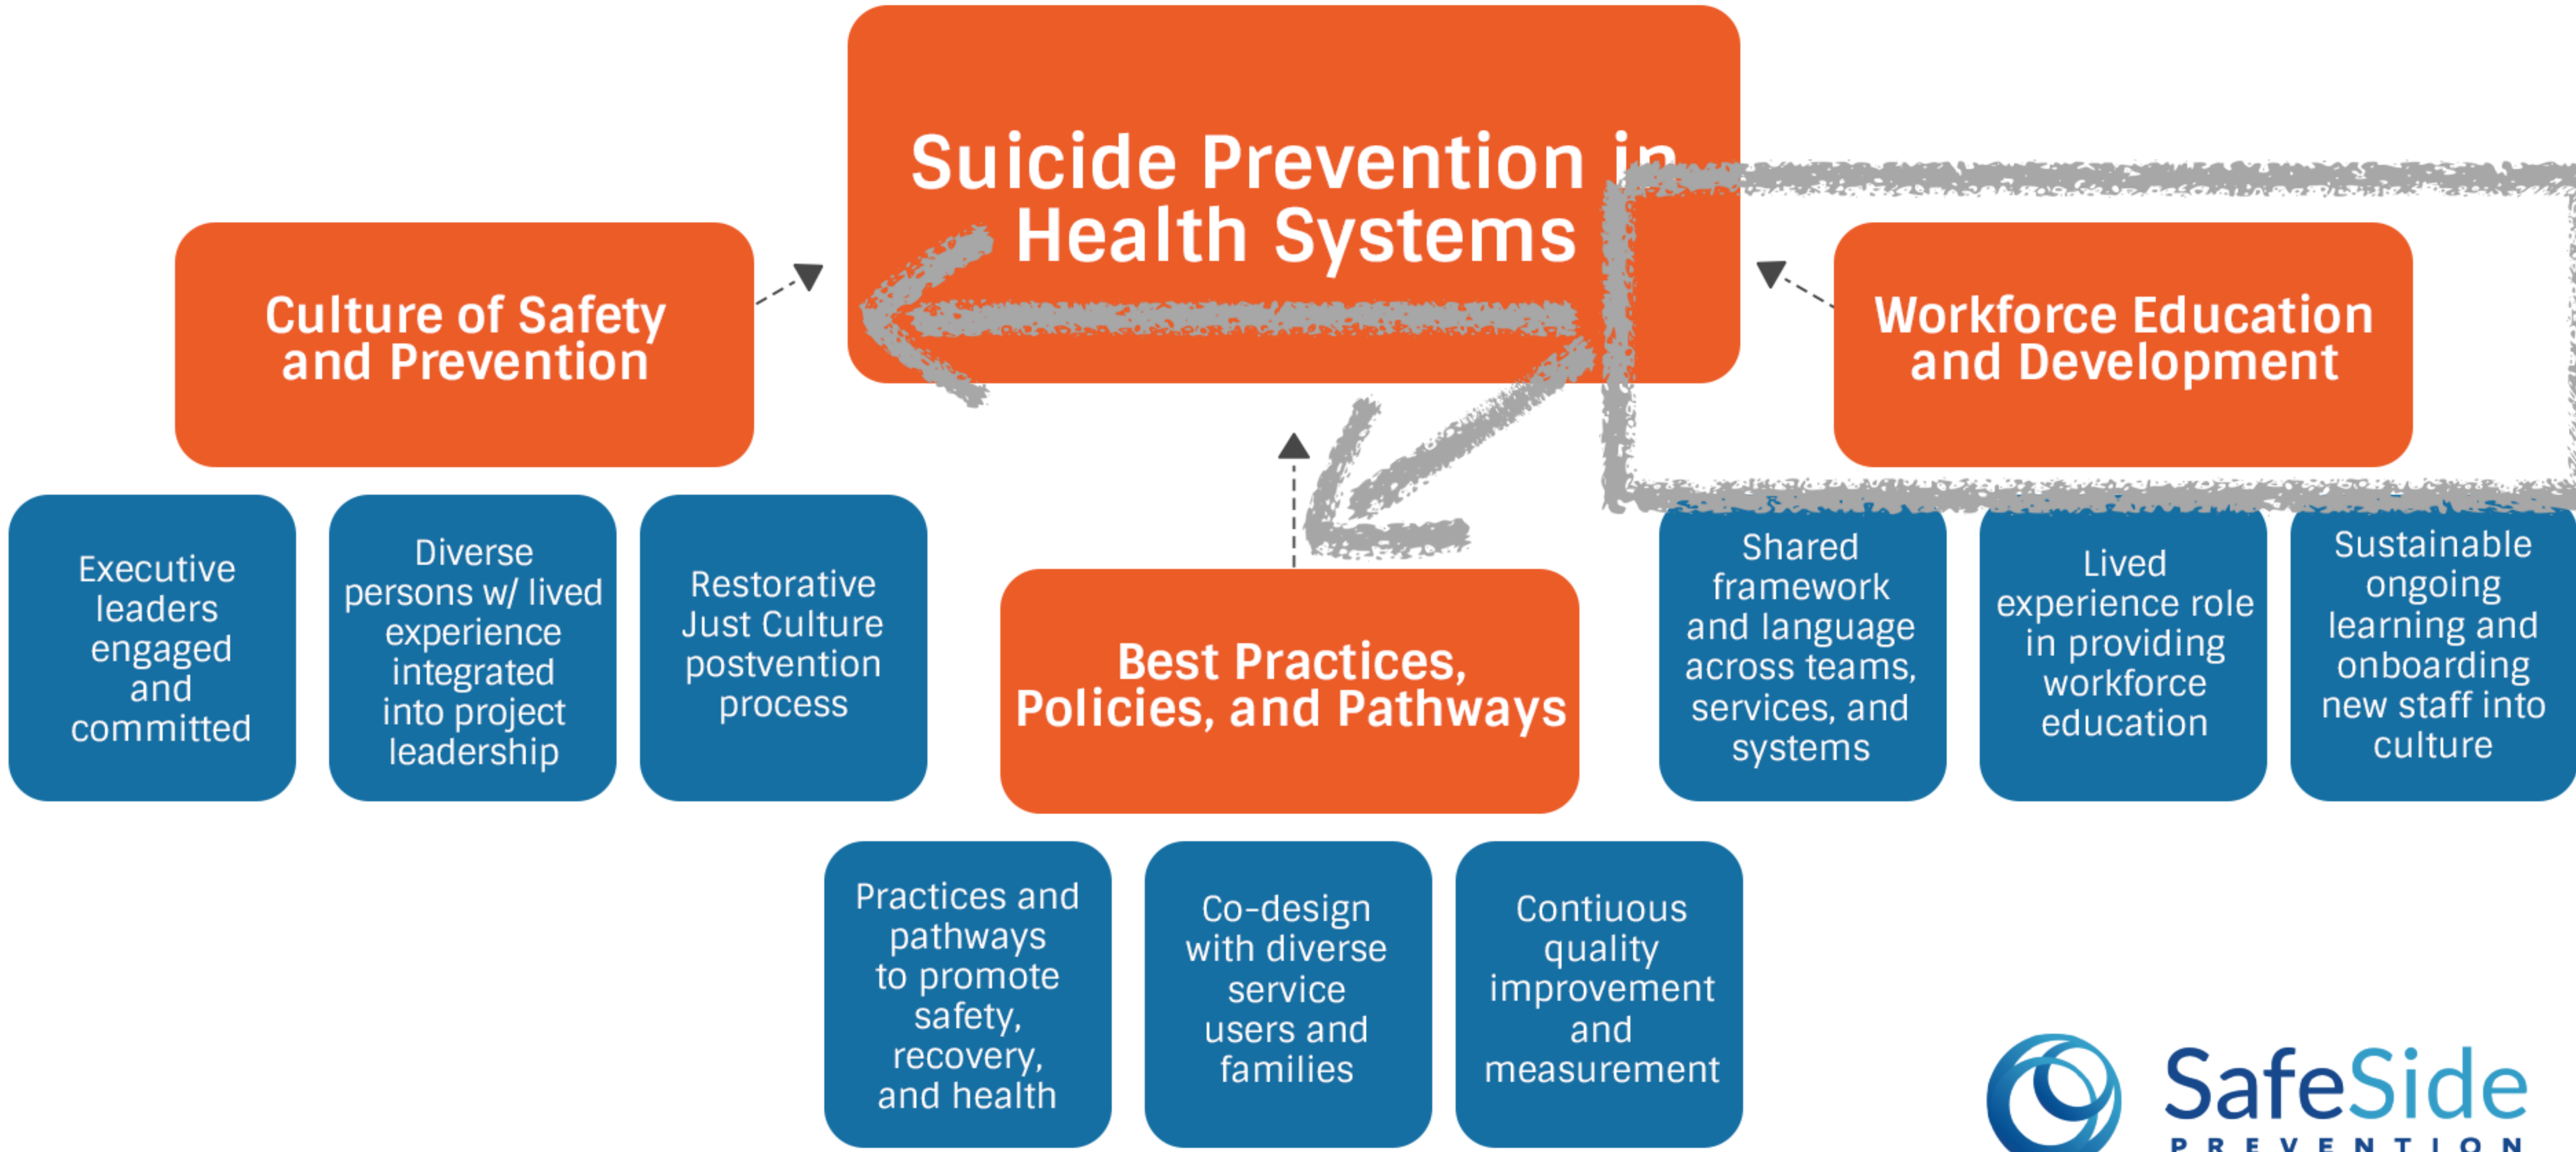 Suicide Prevention in
Health Systems
Culture of Safety
and Prevention
Workforce Education
and Development
Executive
leaders
engaged
and
committed
Diverse
persons w/ lived
experience
integrated
into project
leadership
Restorative
Just Culture
postvention
process
Best Practices,
Policies, and Pathways
Shared
framework
and language
across teams,
services, and
systems
Lived
experience role
in providing
workforce
education
Sustainable
ongoing
learning and
onboarding
new staff into
culture
Practices and
pathways
to promote
safety,
recovery,
and health
Co-design
with diverse
service
users and
families
Contiuous
quality
improvement
and
measurement
SafeSide
PREVENTION